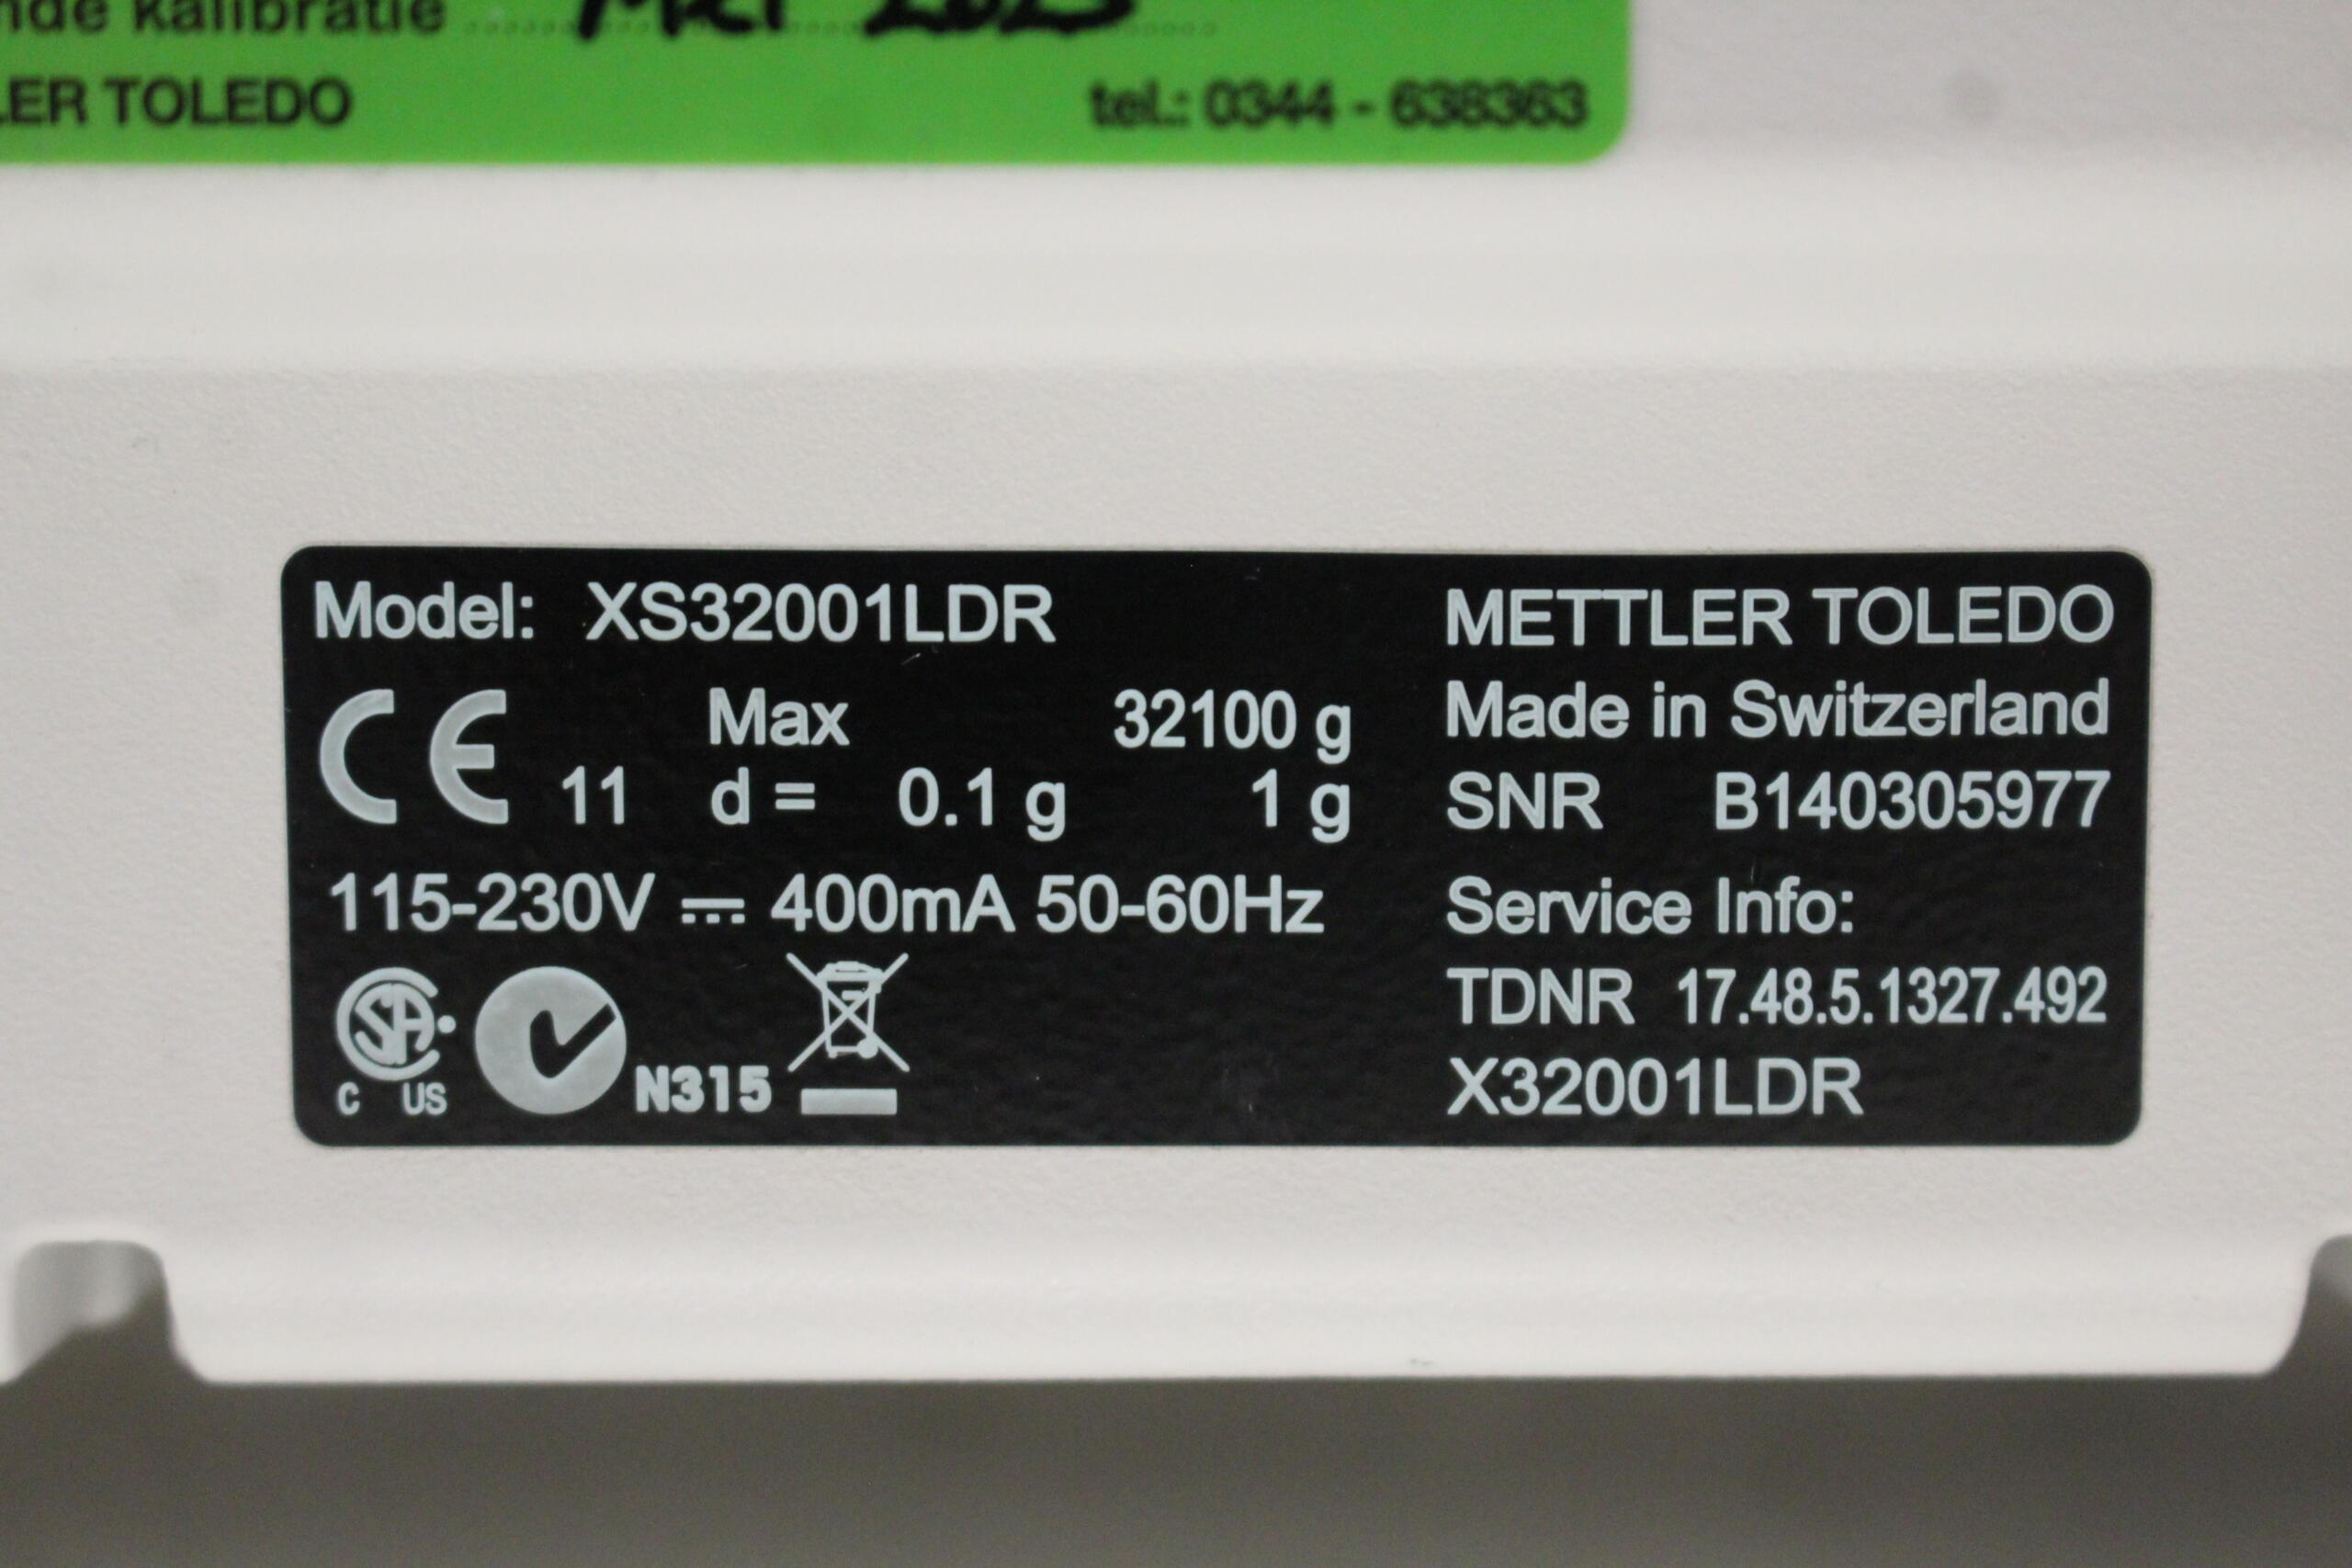 kalibratie
LER TOLEDO tel.: 0344 - 638363
Model: XS32001LDR
CE 11 Max 32100 g
d = 0.1 g 1 g
115-230V ⎓ 400mA 50-60Hz
C US N315
METTLER TOLEDO
Made in Switzerland
SNR B140305977
Service Info:
TDNR 17.48.5.1327.492
X32001LDR